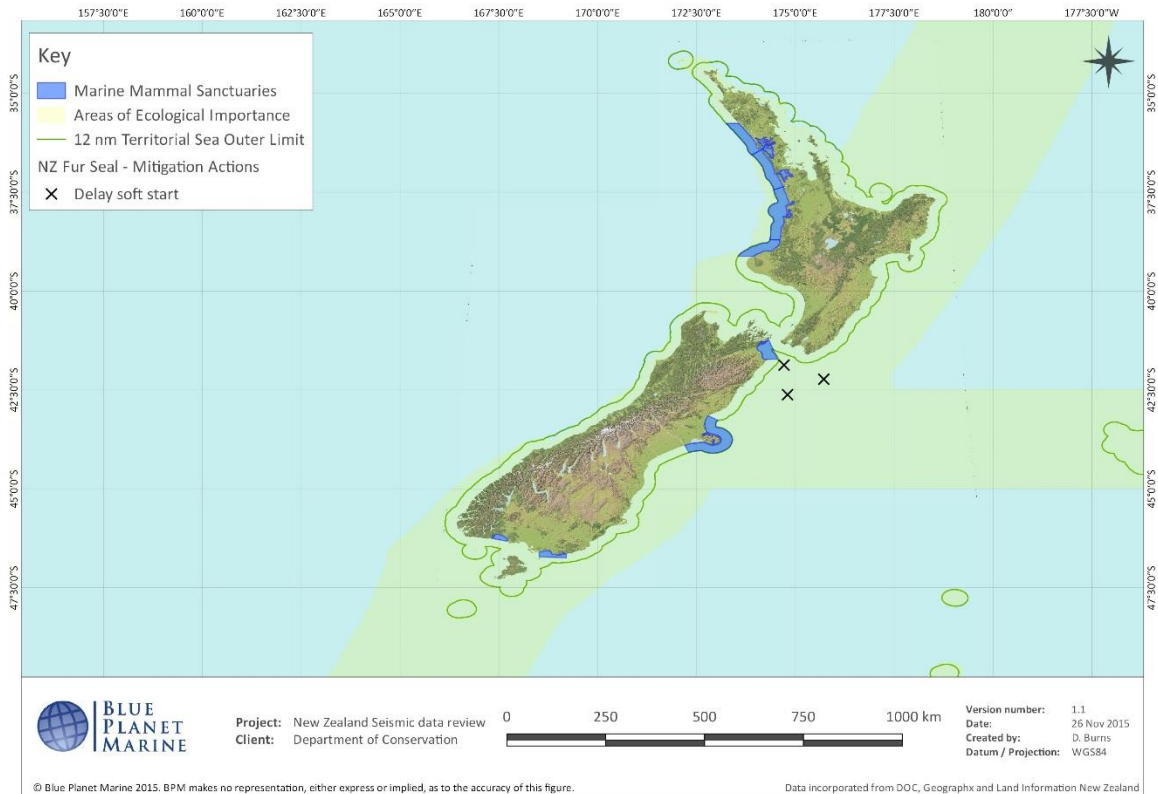 157°30'0"E 160°0'0"E 162°30'0"E 165°0'0"E 167°30'0"E 170°0'0"E 172°30'0"E 175°0'0"E 177°30'0"E 180°0'0" 177°30'0"W
Key
Marine Mammal Sanctuaries
Areas of Ecological Importance
12 nm Territorial Sea Outer Limit
NZ Fur Seal - Mitigation Actions
Delay soft start
35°0'0"S
37°30'0"S
40°0'0"S
42°30'0"S
45°0'0"S
47°30'0"S
35°0'0"S
37°30'0"S
40°0'0"S
42°30'0"S
45°0'0"S
47°30'0"S
BLUE
PLANET
MARINE
Project: New Zealand Seismic data review
Client: Department of Conservation
0 250 500 750 1000 km
Version number: 1.1
Date: 26 Nov 2015
Created by: D. Burns
Datum / Projection: WGS84
© Blue Planet Marine 2015. BPM makes no representation, either express or implied, as to the accuracy of this figure.
Data incorporated from DOC, Geographx and Land Information New Zealand